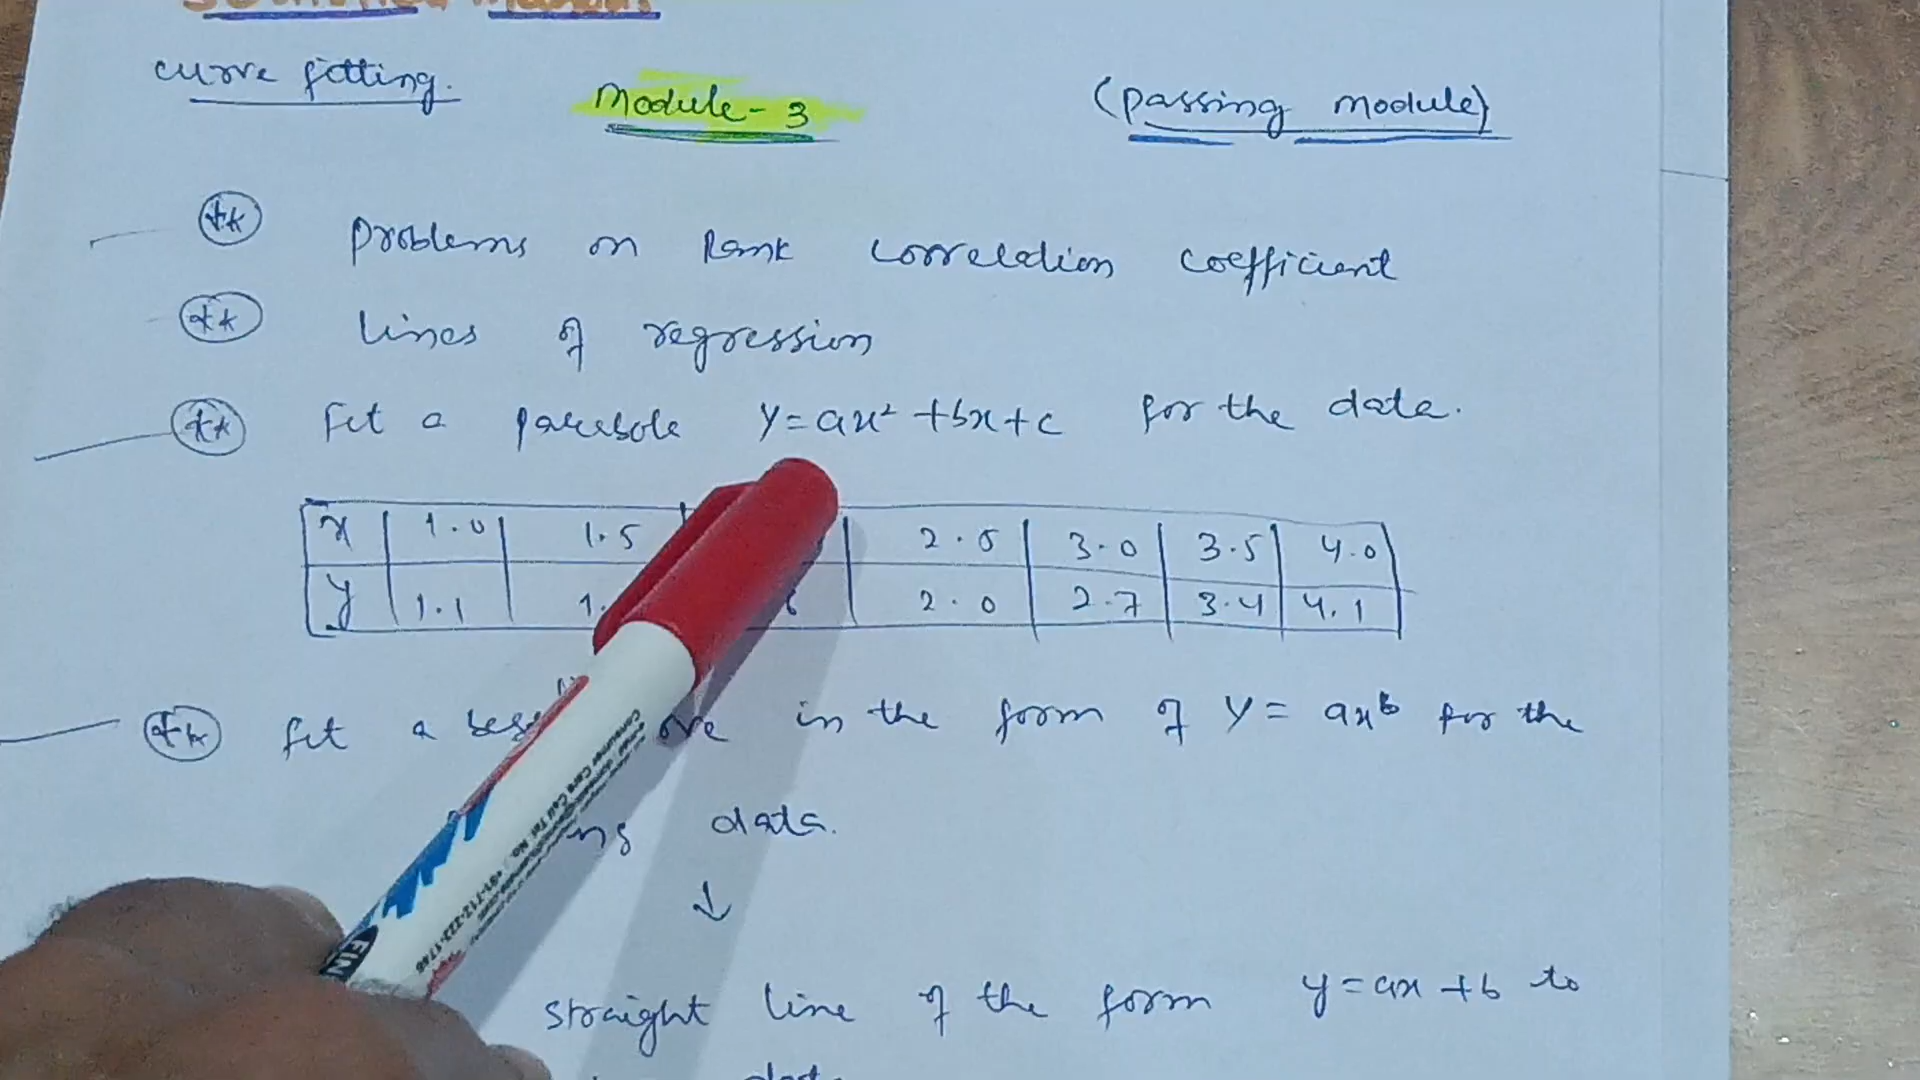 curve fitting.
Module - 3
(passing module)
** problems on Rank correlation coefficient
** lines of regression
** Fit a parabola y = ax² + bx + c for the data.
x 1.0 1.5 2.5 3.0 3.5 4.0
y 1.1 1. 2.0 2.7 3.4 4.1
** fit a in the form of y = ax^b for the
data.
↓
straight line of the form y = ax + b to